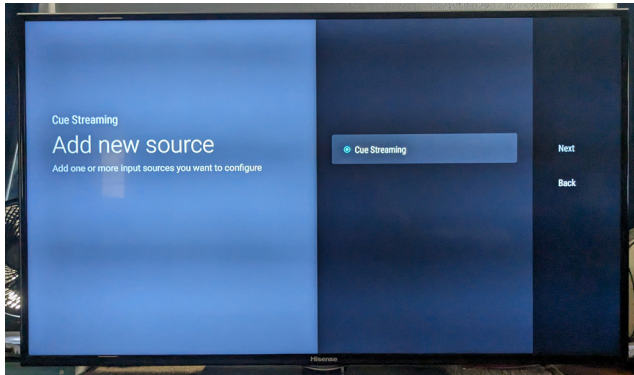 Cue Streaming
Add new source
Add one or more input sources you want to configure
Cue Streaming
Next
Back
Hisense